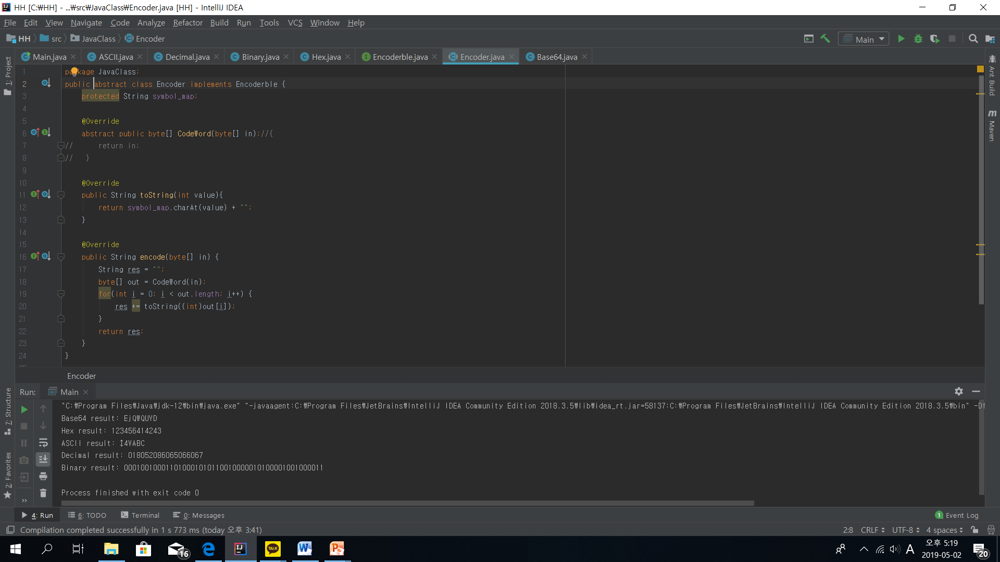 HH [C:₩HH] - ...₩src₩JavaClass₩Encoder.java [HH] - IntelliJ IDEA
File Edit View Navigate Code Analyze Refactor Build Run Tools VCS Window Help
HH src JavaClass Encoder Main
Main.java ASCII.java Decimal.java Binary.java Hex.java Encoderble.java Encoder.java Base64.java
1: Project
Ant Build
Maven
1 package JavaClass;
2 public abstract class Encoder implements Encoderble {
3 protected String symbol_map;
4
5 @Override
6 abstract public byte[] CodeWord(byte[] in);//{
7 // return in;
8 // }
9
10 @Override
11 public String toString(int value){
12 return symbol_map.charAt(value) + "";
13 }
14
15 @Override
16 public String encode(byte[] in) {
17 String res = "";
18 byte[] out = CodeWord(in);
19 for(int i = 0; i < out.length; i++) {
20 res += toString((int)out[i]);
21 }
22 return res;
23 }
24 }
Encoder
7: Structure
2: Favorites
Run: Main
"C:₩Program Files₩Java₩jdk-12₩bin₩java.exe" "-javaagent:C:₩Program Files₩JetBrains₩IntelliJ IDEA Community Edition 2018.3.5₩lib₩idea_rt.jar=58137:C:₩Program Files₩JetBrains₩IntelliJ IDEA Community Edition 2018.3.5₩bin" -Df
Base64 result: EjQWQUYD
Hex result: 123456414243
ASCII result: ↕4VABC
Decimal result: 018052086065066067
Binary result: 000100100011010001010110010000010100001001000011
Process finished with exit code 0
4: Run 6: TODO Terminal 0: Messages 1 Event Log
Compilation completed successfully in 1 s 773 ms (today 오후 3:41) 2:8 CRLF UTF-8 4 spaces
16 TALK A 오후 5:19
2019-05-02 20